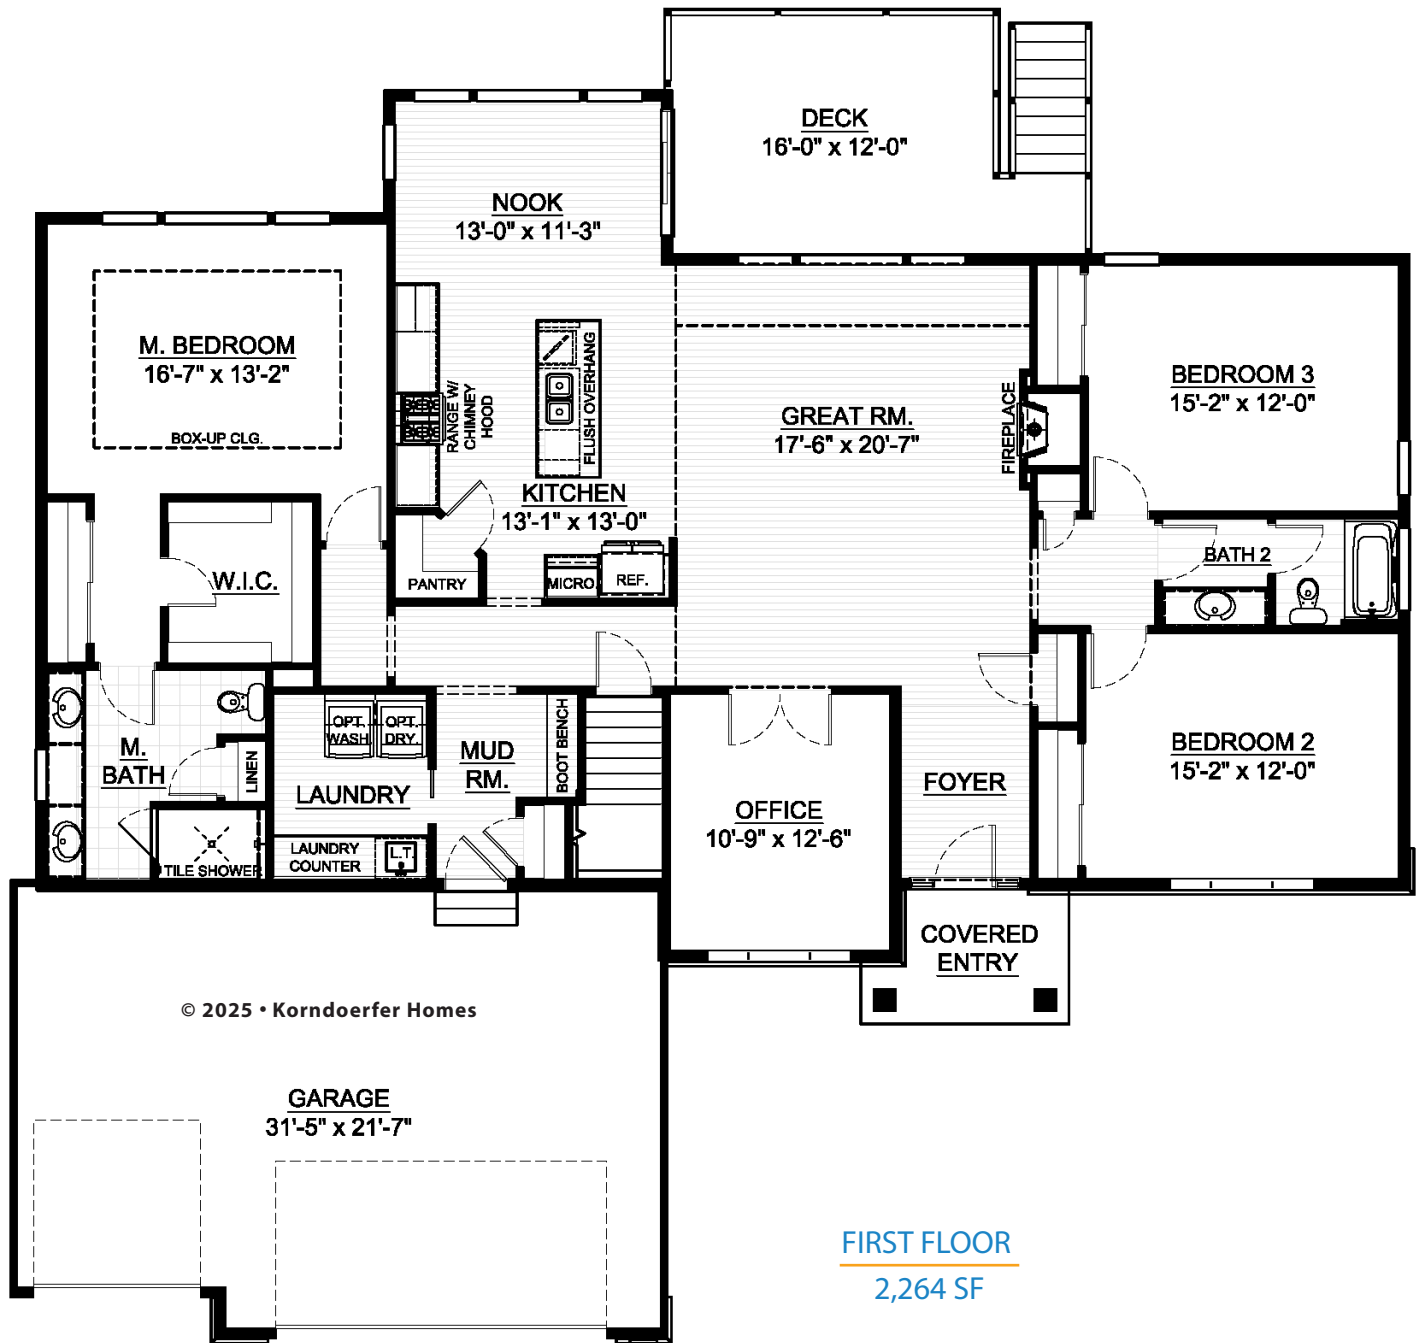 DECK
16'-0" x 12'-0"
NOOK
13'-0" x 11'-3"
M. BEDROOM
16'-7" x 13'-2"
BOX-UP CLG.
RANGE W/
CHIMNEY
HOOD
FLUSH OVERHANG
KITCHEN
13'-1" x 13'-0"
GREAT RM.
17'-6" x 20'-7"
FIREPLACE
BEDROOM 3
15'-2" x 12'-0"
W.I.C.
PANTRY
MICRO
REF.
BATH 2
M.
BATH
LINEN
TILE SHOWER
OPT.
WASH
OPT.
DRY.
LAUNDRY
LAUNDRY
COUNTER
L.T.
MUD
RM.
BOOT BENCH
OFFICE
10'-9" x 12'-6"
FOYER
BEDROOM 2
15'-2" x 12'-0"
COVERED
ENTRY
© 2025 • Korndoerfer Homes
GARAGE
31'-5" x 21'-7"
FIRST FLOOR
2,264 SF